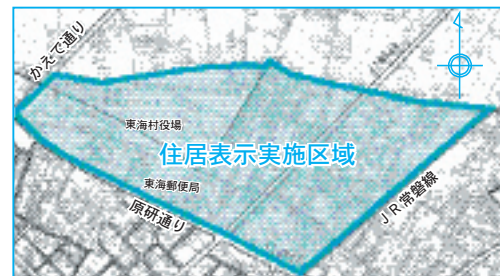 かえで通り
東海村役場
住居表示実施区域
東海郵便局
原研通り
ＪＲ常磐線